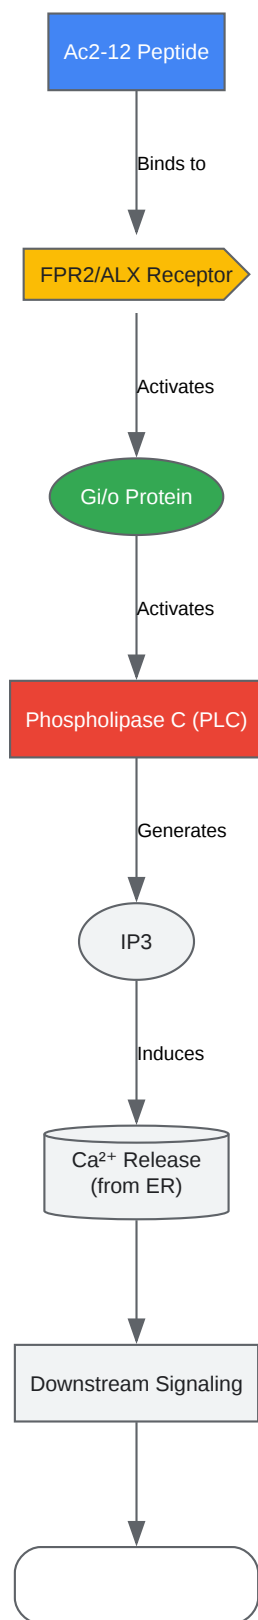 Ac2-12 Peptide
Binds to
FPR2/ALX Receptor
Activates
Gi/o Protein
Activates
Phospholipase C (PLC)
Generates
IP3
Induces
Ca²⁺ Release
(from ER)
Downstream Signaling